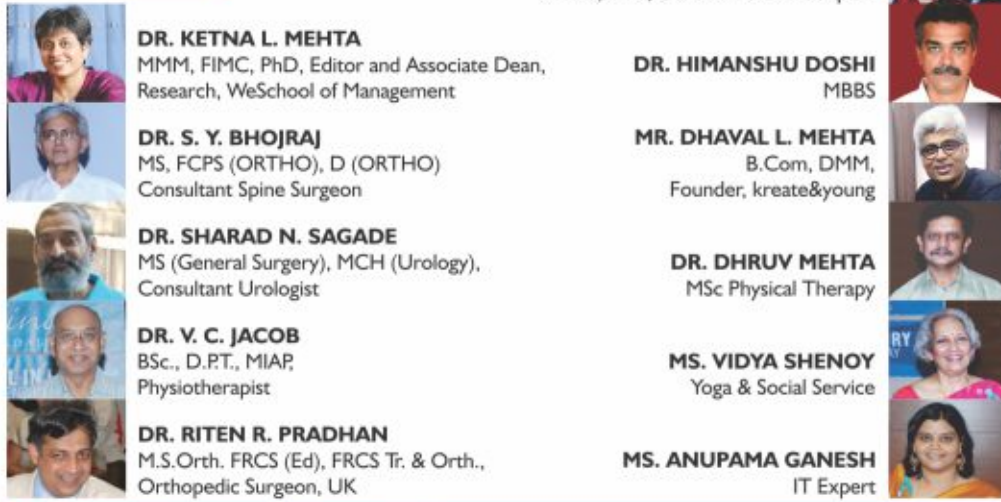 DR. KETNA L. MEHTA
MMM, FIMC, PhD, Editor and Associate Dean,
Research, WeSchool of Management
DR. S. Y. BHOJRAJ
MS, FCPS (ORTHO), D (ORTHO)
Consultant Spine Surgeon
DR. SHARAD N. SAGADE
MS (General Surgery), MCH (Urology),
Consultant Urologist
DR. V. C. JACOB
BSc., D.P.T., MIAP,
Physiotherapist
DR. RITEN R. PRADHAN
M.S.Orth. FRCS (Ed), FRCS Tr. & Orth.,
Orthopedic Surgeon, UK
DR. HIMANSHU DOSHI
MBBS
MR. DHAVAL L. MEHTA
B.Com, DMM,
Founder, kreate&young
DR. DHRUV MEHTA
MSc Physical Therapy
MS. VIDYA SHENOY
Yoga & Social Service
MS. ANUPAMA GANESH
IT Expert